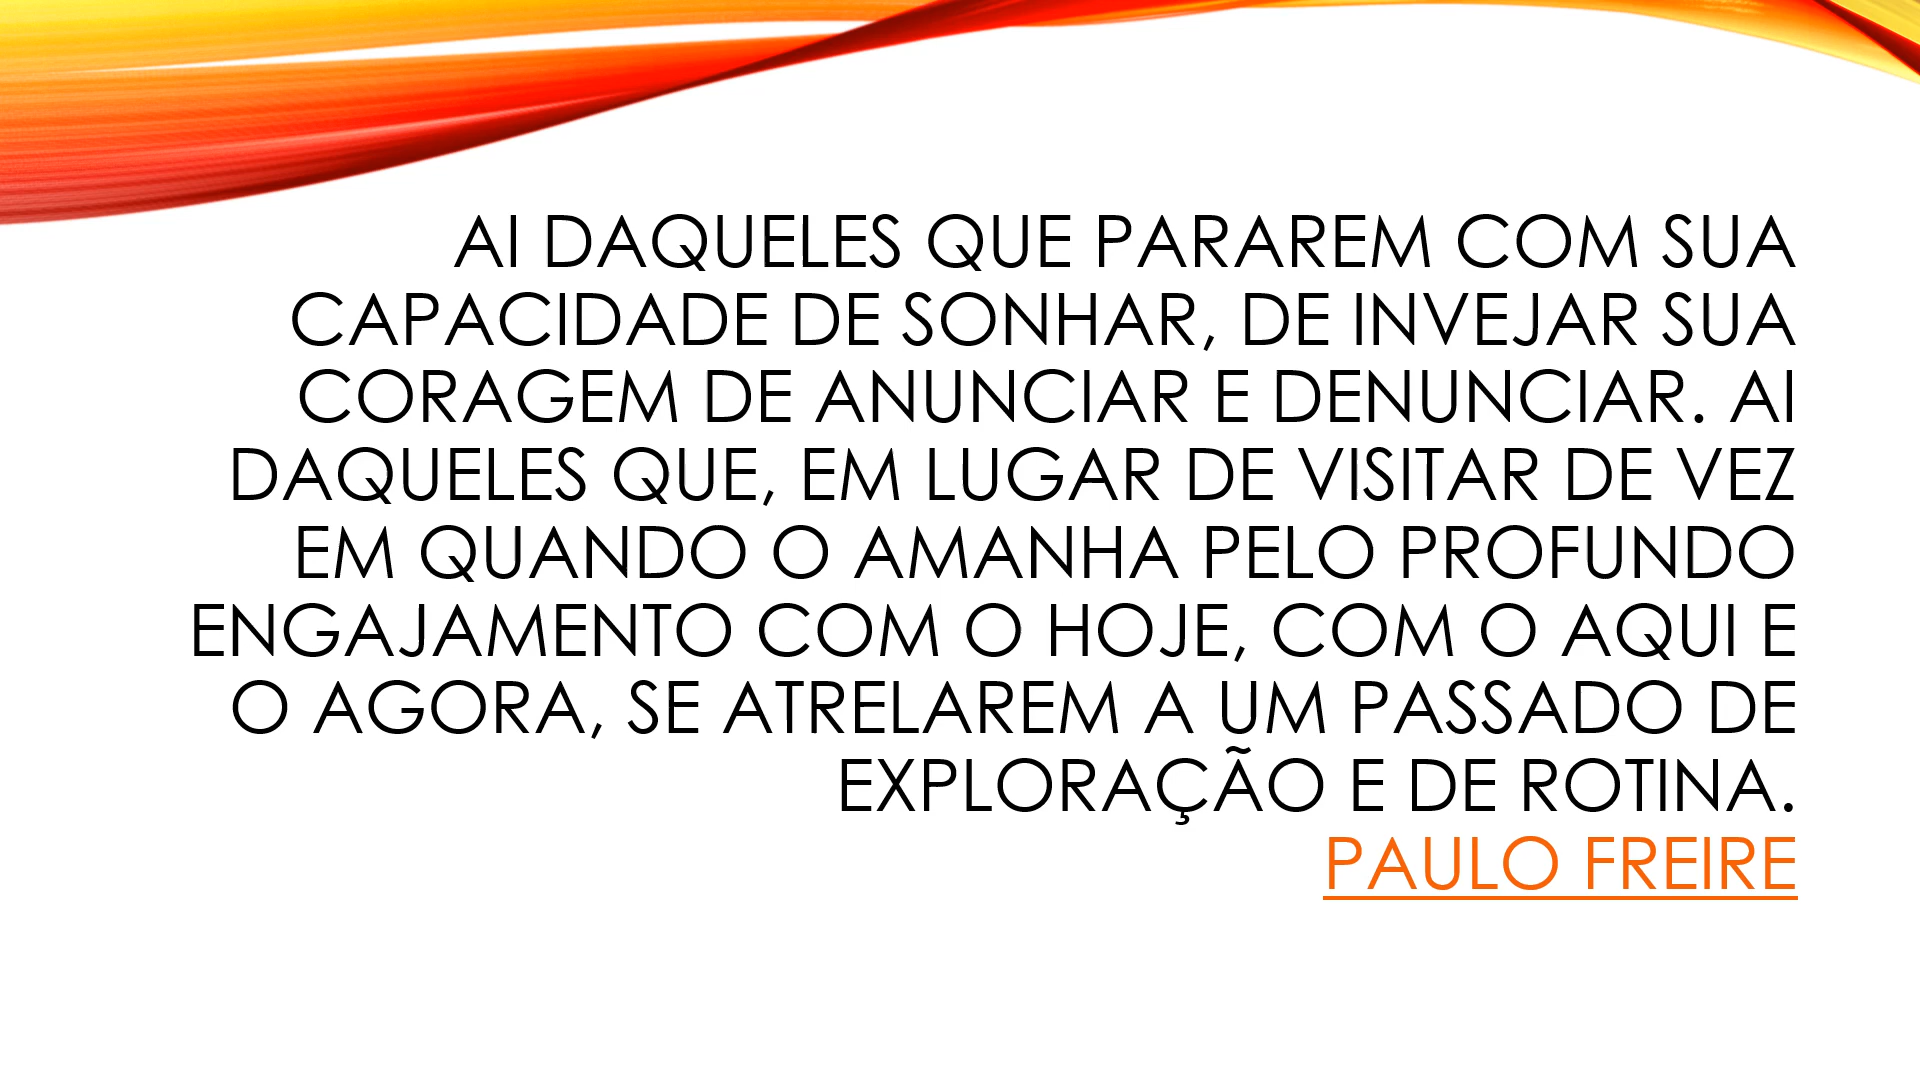 AI DAQUELES QUE PARAREM COM SUA
CAPACIDADE DE SONHAR, DE INVEJAR SUA
CORAGEM DE ANUNCIAR E DENUNCIAR. AI
DAQUELES QUE, EM LUGAR DE VISITAR DE VEZ
EM QUANDO O AMANHA PELO PROFUNDO
ENGAJAMENTO COM O HOJE, COM O AQUI E
O AGORA, SE ATRELAREM A UM PASSADO DE
EXPLORAÇÃO E DE ROTINA.
PAULO FREIRE